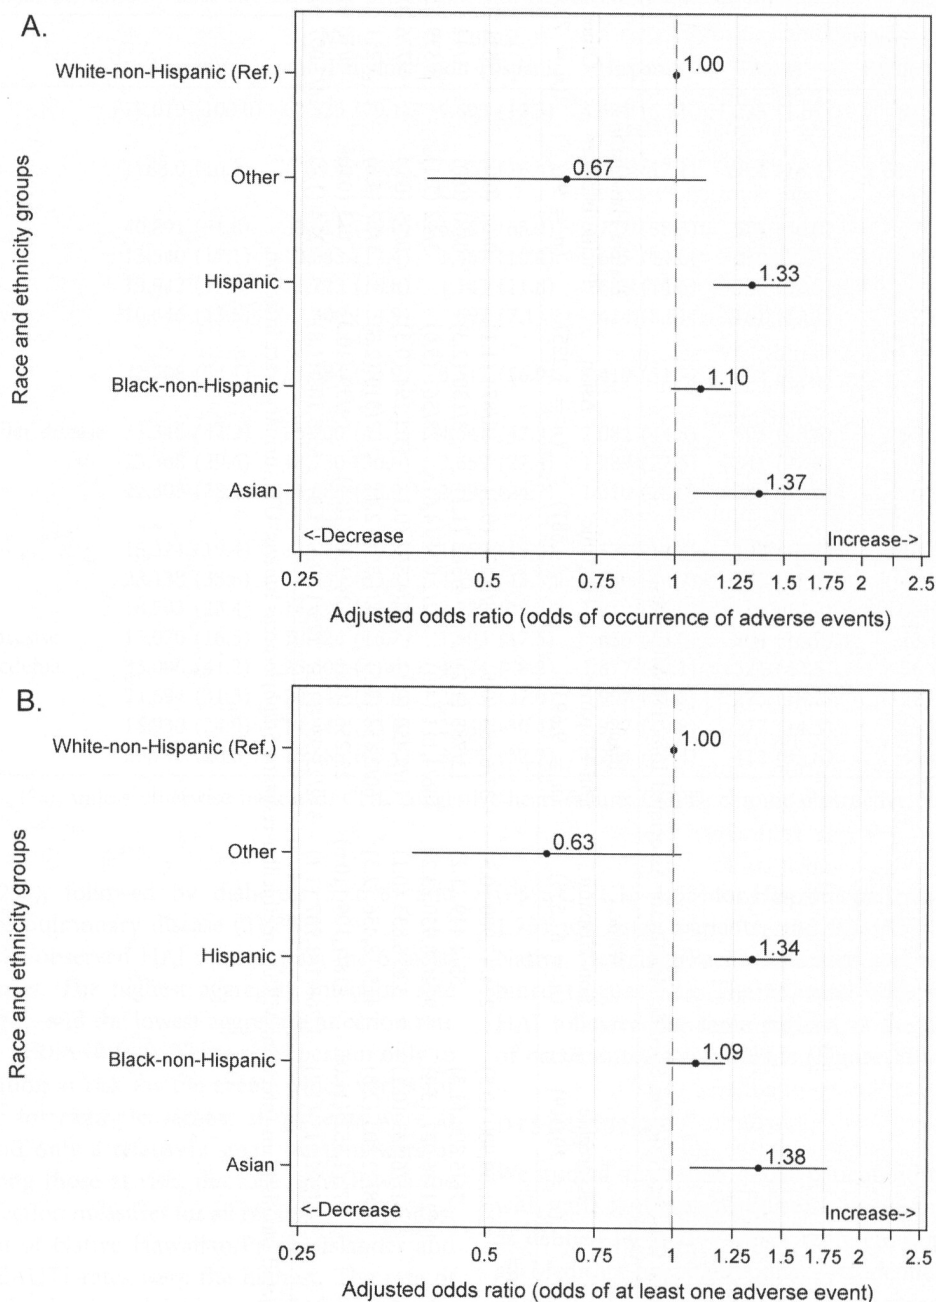 A.
White-non-Hispanic (Ref.)
1.00
Other
0.67
Hispanic
1.33
Black-non-Hispanic
1.10
Asian
1.37
Race and ethnicity groups
<-Decrease
Increase->
0.25 0.5 0.75 1 1.25 1.5 1.75 2 2.5
Adjusted odds ratio (odds of occurrence of adverse events)
B.
White-non-Hispanic (Ref.)
1.00
Other
0.63
Hispanic
1.34
Black-non-Hispanic
1.09
Asian
1.38
Race and ethnicity groups
<-Decrease
Increase->
0.25 0.5 0.75 1 1.25 1.5 1.75 2 2.5
Adjusted odds ratio (odds of at least one adverse event)